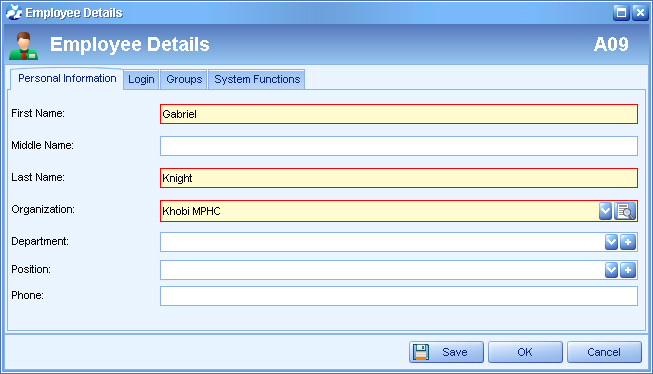 Employee Details
Employee Details A09
Personal Information Login Groups System Functions
First Name: Gabriel
Middle Name:
Last Name: Knight
Organization: Khobi MPHC
Department:
Position:
Phone:
Save OK Cancel